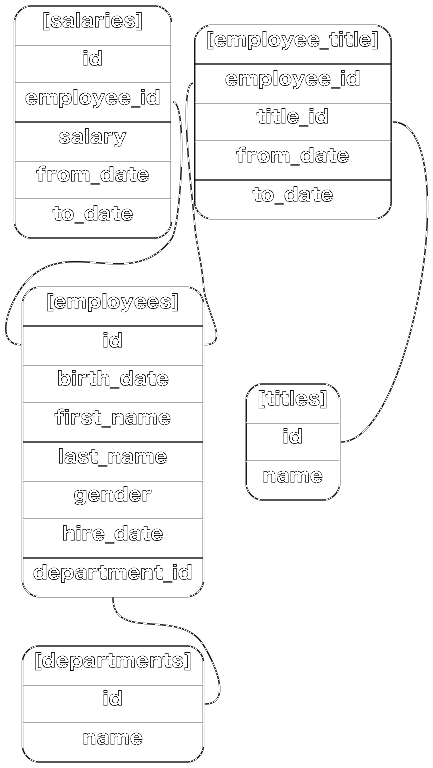 [salaries]
id
employee_id
salary
from_date
to_date
[employee_title]
employee_id
title_id
from_date
to_date
[employees]
id
birth_date
first_name
last_name
gender
hire_date
department_id
[titles]
id
name
[departments]
id
name